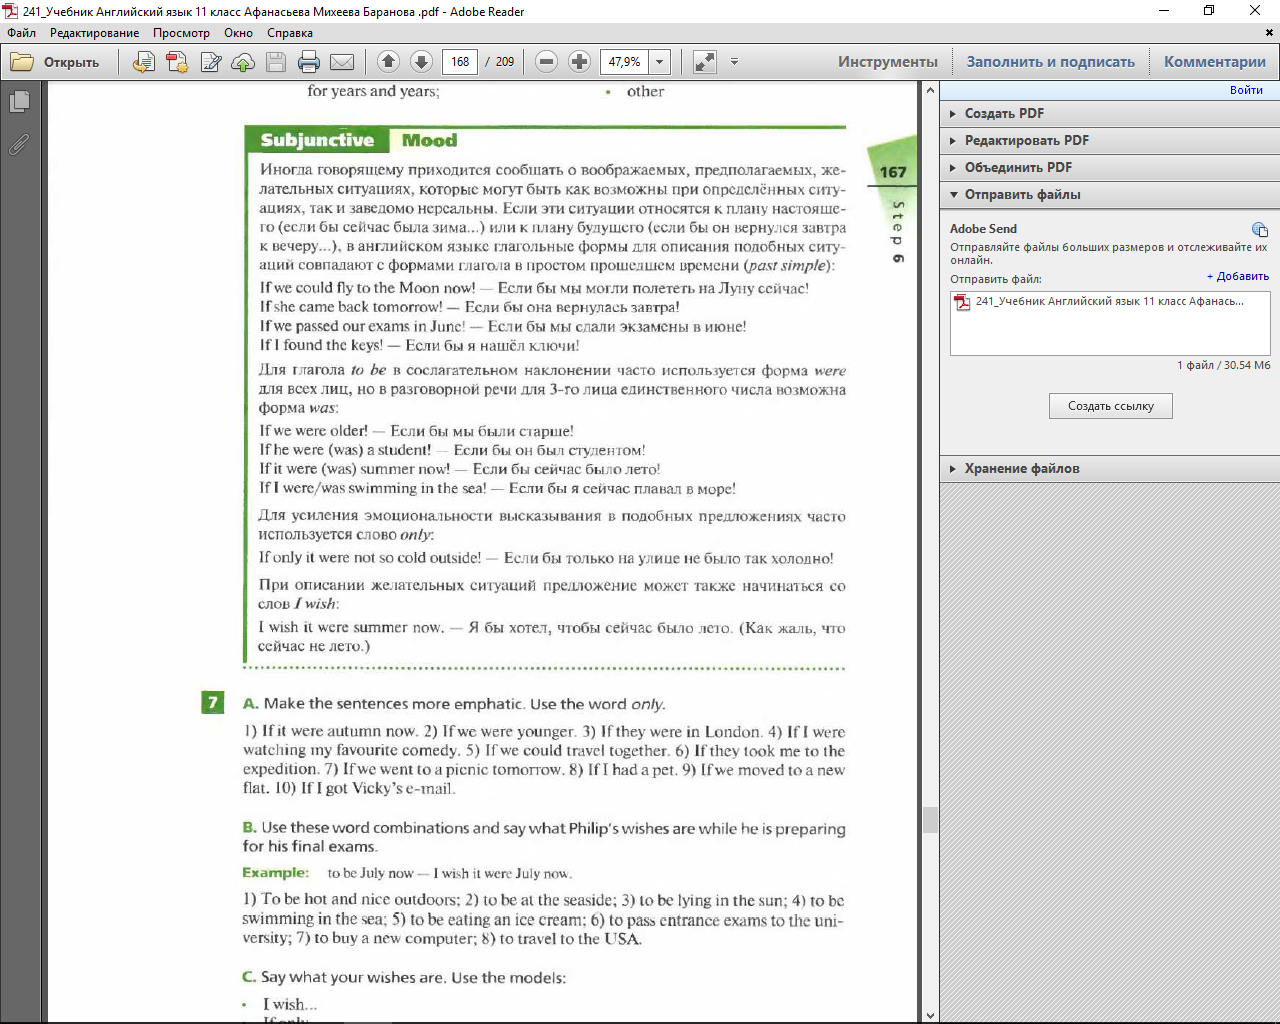 241_Учебник Английский язык 11 класс Афанасьева Михеева Баранова .pdf - Adobe Reader
Файл Редактирование Просмотр Окно Справка
Открыть 168 / 209 47,9% Инструменты Заполнить и подписать Комментарии
Войти
Создать PDF
Редактировать PDF
Объединить PDF
Отправить файлы
Adobe Send
Отправляйте файлы больших размеров и отслеживайте их
онлайн.
Отправить файл: + Добавить
241_Учебник Английский язык 11 класс Афанась...
1 файл / 30.54 Мб
Создать ссылку
Хранение файлов
for years and years; • other
Subjunctive Mood
167
Step 6
Иногда говорящему приходится сообщать о воображаемых, предполагаемых, же-
лательных ситуациях, которые могут быть как возможны при определённых ситу-
ациях, так и заведомо нереальны. Если эти ситуации относятся к плану настояще-
го (если бы сейчас была зима...) или к плану будущего (если бы он вернулся завтра
к вечеру...), в английском языке глагольные формы для описания подобных ситу-
аций совпадают с формами глагола в простом прошедшем времени (past simple):
If we could fly to the Moon now! — Если бы мы могли полететь на Луну сейчас!
If she came back tomorrow! — Если бы она вернулась завтра!
If we passed our exams in June! — Если бы мы сдали экзамены в июне!
If I found the keys! — Если бы я нашёл ключи!
Для глагола to be в сослагательном наклонении часто используется форма were
для всех лиц, но в разговорной речи для 3-го лица единственного числа возможна
форма was:
If we were older! — Если бы мы были старше!
If he were (was) a student! — Если бы он был студентом!
If it were (was) summer now! — Если бы сейчас было лето!
If I were/was swimming in the sea! — Если бы я сейчас плавал в море!
Для усиления эмоциональности высказывания в подобных предложениях часто
используется слово only:
If only it were not so cold outside! — Если бы только на улице не было так холодно!
При описании желательных ситуаций предложение может также начинаться со
слов I wish:
I wish it were summer now. — Я бы хотел, чтобы сейчас было лето. (Как жаль, что
сейчас не лето.)
7 A. Make the sentences more emphatic. Use the word only.
1) If it were autumn now. 2) If we were younger. 3) If they were in London. 4) If I were
watching my favourite comedy. 5) If we could travel together. 6) If they took me to the
expedition. 7) If we went to a picnic tomorrow. 8) If I had a pet. 9) If we moved to a new
flat. 10) If I got Vicky's e-mail.
B. Use these word combinations and say what Philip's wishes are while he is preparing
for his final exams.
Example: to be July now — I wish it were July now.
1) To be hot and nice outdoors; 2) to be at the seaside; 3) to be lying in the sun; 4) to be
swimming in the sea; 5) to be eating an ice cream; 6) to pass entrance exams to the uni-
versity; 7) to buy a new computer; 8) to travel to the USA.
C. Say what your wishes are. Use the models:
• I wish...